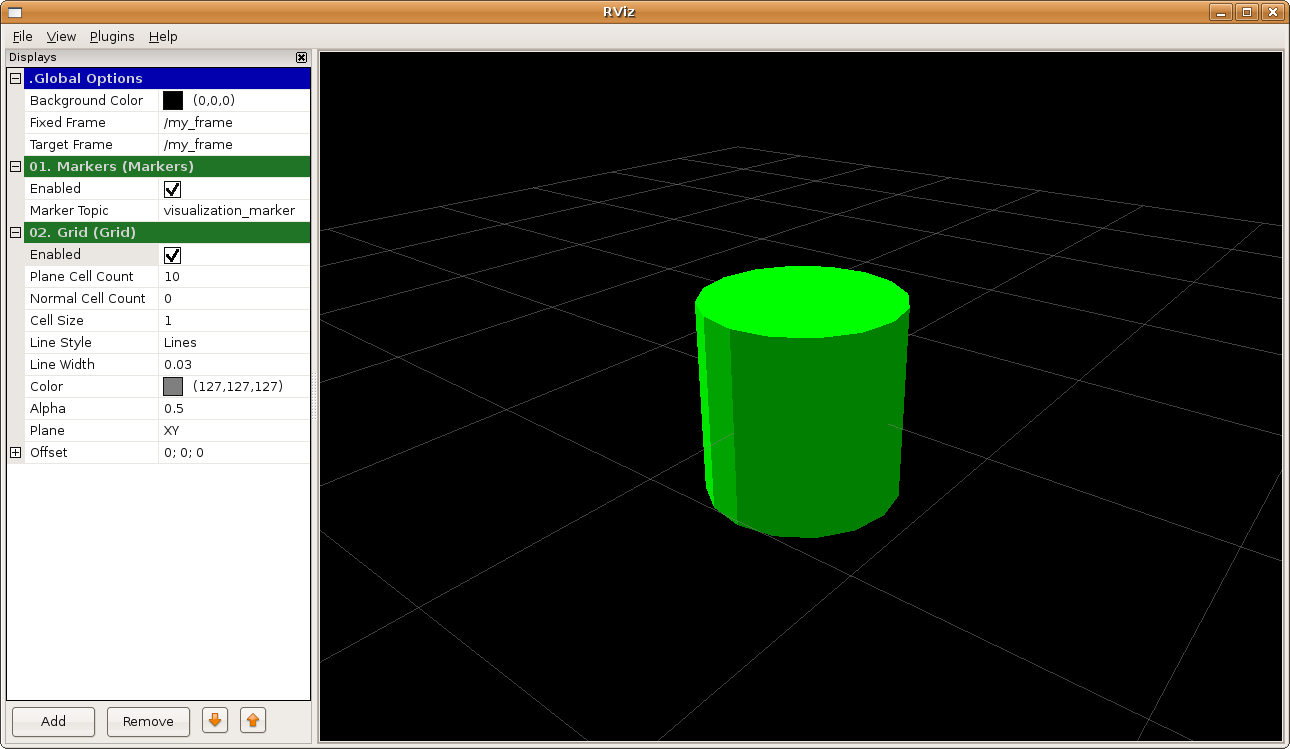 RViz
File View Plugins Help
Displays
.Global Options
Background Color (0,0,0)
Fixed Frame /my_frame
Target Frame /my_frame
01. Markers (Markers)
Enabled
Marker Topic visualization_marker
02. Grid (Grid)
Enabled
Plane Cell Count 10
Normal Cell Count 0
Cell Size 1
Line Style Lines
Line Width 0.03
Color (127,127,127)
Alpha 0.5
Plane XY
Offset 0; 0; 0
Add Remove